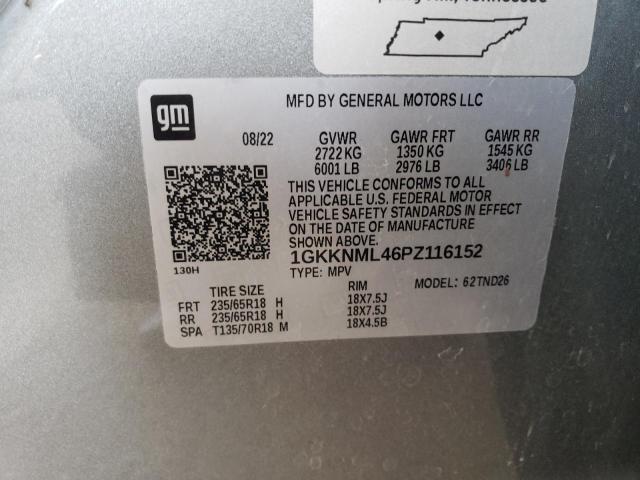 gm
MFD BY GENERAL MOTORS LLC
08/22 GVWR GAWR FRT GAWR RR
2722 KG 1350 KG 1545 KG
6001 LB 2976 LB 3406 LB
THIS VEHICLE CONFORMS TO ALL
APPLICABLE U.S. FEDERAL MOTOR
VEHICLE SAFETY STANDARDS IN EFFECT
ON THE DATE OF MANUFACTURE
SHOWN ABOVE.
1GKKNML46PZ116152
130H
TYPE: MPV MODEL: 62TND26
TIRE SIZE RIM
FRT 235/65R18 H 18X7.5J
RR 235/65R18 H 18X7.5J
SPA T135/70R18 M 18X4.5B